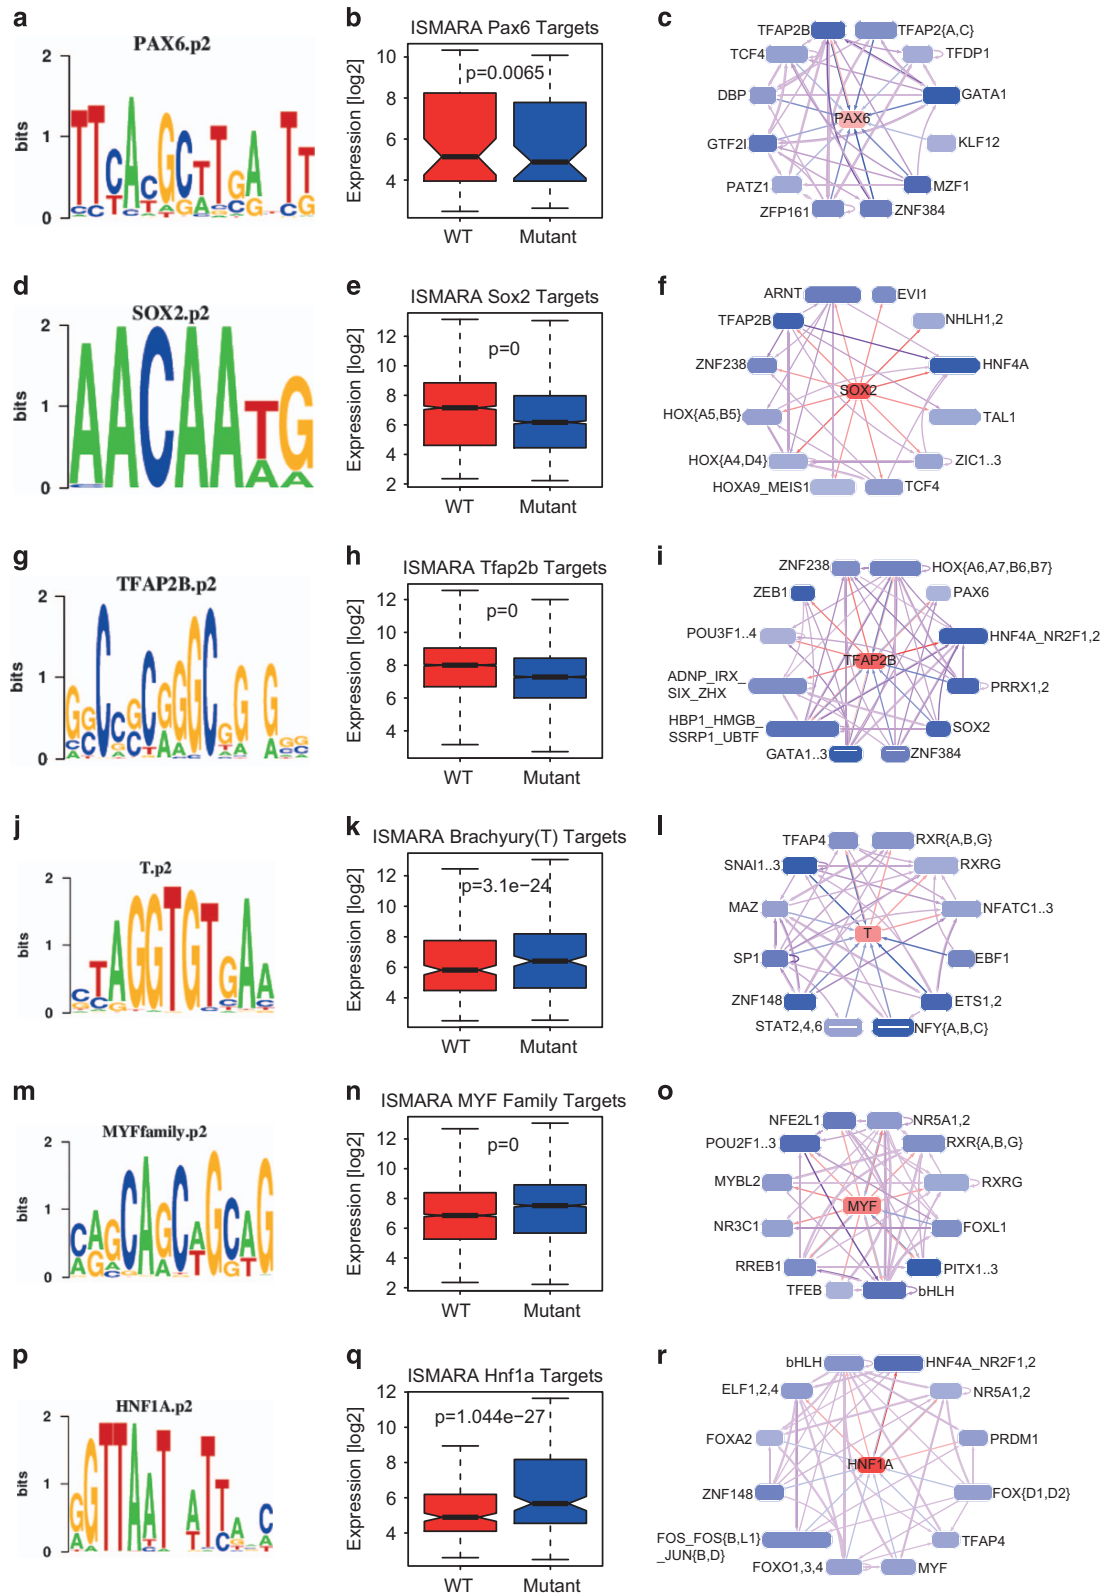 a
PAX6.p2
bits
2
1
0
b
ISMARA Pax6 Targets
Expression [log2]
10
8
6
4
p=0.0065
WT
Mutant
c
TFAP2B
TFAP2{A,C}
TCF4
TFDP1
DBP
GATA1
PAX6
GTF2I
KLF12
PATZ1
MZF1
ZFP161
ZNF384
d
SOX2.p2
bits
2
1
0
AACAATG
e
ISMARA Sox2 Targets
Expression [log2]
12
10
8
6
4
2
p=0
WT
Mutant
f
ARNT
EVI1
TFAP2B
NHLH1,2
ZNF238
HNF4A
SOX2
HOX{A5,B5}
TAL1
HOX{A4,D4}
ZIC1..3
HOXA9_MEIS1
TCF4
g
TFAP2B.p2
bits
2
1
0
h
ISMARA Tfap2b Targets
Expression [log2]
12
10
8
6
4
p=0
WT
Mutant
i
ZNF238
HOX{A6,A7,B6,B7}
ZEB1
PAX6
POU3F1..4
HNF4A_NR2F1,2
TFAP2B
ADNP_IRX_
SIX_ZHX
PRRX1,2
HBP1_HMGB_
SSRP1_UBTF
SOX2
GATA1..3
ZNF384
j
T.p2
bits
2
1
0
k
ISMARA Brachyury(T) Targets
Expression [log2]
12
10
8
6
4
p=3.1e−24
WT
Mutant
l
TFAP4
RXR{A,B,G}
SNAI1..3
RXRG
MAZ
NFATC1..3
T
SP1
EBF1
ZNF148
ETS1,2
STAT2,4,6
NFY{A,B,C}
m
MYFfamily.p2
bits
2
1
0
n
ISMARA MYF Family Targets
Expression [log2]
12
10
8
6
4
2
p=0
WT
Mutant
o
NFE2L1
NR5A1,2
POU2F1..3
RXR{A,B,G}
MYBL2
RXRG
MYF
NR3C1
FOXL1
RREB1
PITX1..3
TFEB
bHLH
p
HNF1A.p2
bits
2
1
0
q
ISMARA Hnf1a Targets
Expression [log2]
12
10
8
6
4
p=1.044e−27
WT
Mutant
r
bHLH
HNF4A_NR2F1,2
ELF1,2,4
NR5A1,2
FOXA2
PRDM1
HNF1A
ZNF148
FOX{D1,D2}
FOS_FOS{B,L1}
_JUN{B,D}
TFAP4
FOXO1,3,4
MYF